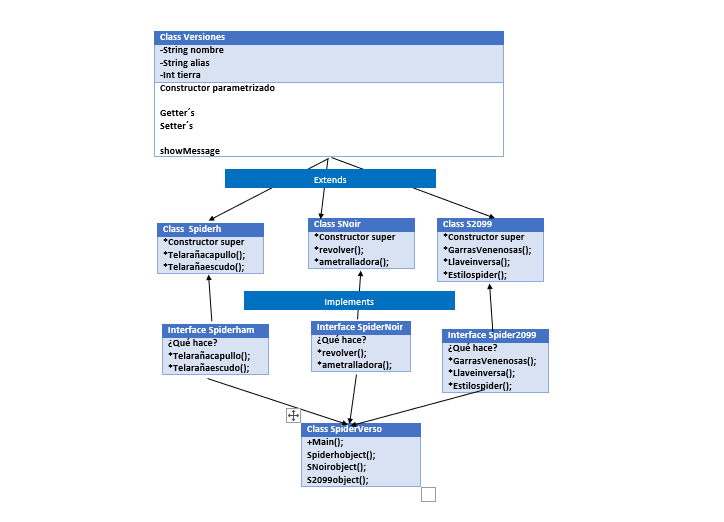 Class Versiones
-String nombre
-String alias
-Int tierra
Constructor parametrizado
Getter´s
Setter´s
showMessage
Extends
Class  Spiderh
*Constructor super
*Telarañacapullo();
*Telarañaescudo();
Class SNoir
*Constructor super
*revolver();
*ametralladora();
Class S2099
*Constructor super
*GarrasVenenosas();
*Llaveinversa();
*Estilospider();
Implements
Interface Spiderham
¿Qué hace?
*Telarañacapullo();
*Telarañaescudo();
Interface SpiderNoir
¿Qué hace?
*revolver();
*ametralladora();
Interface Spider2099
¿Qué hace?
*GarrasVenenosas();
*Llaveinversa();
*Estilospider();
Class SpiderVerso
+Main();
Spiderhobject();
SNoirobject();
S2099object();